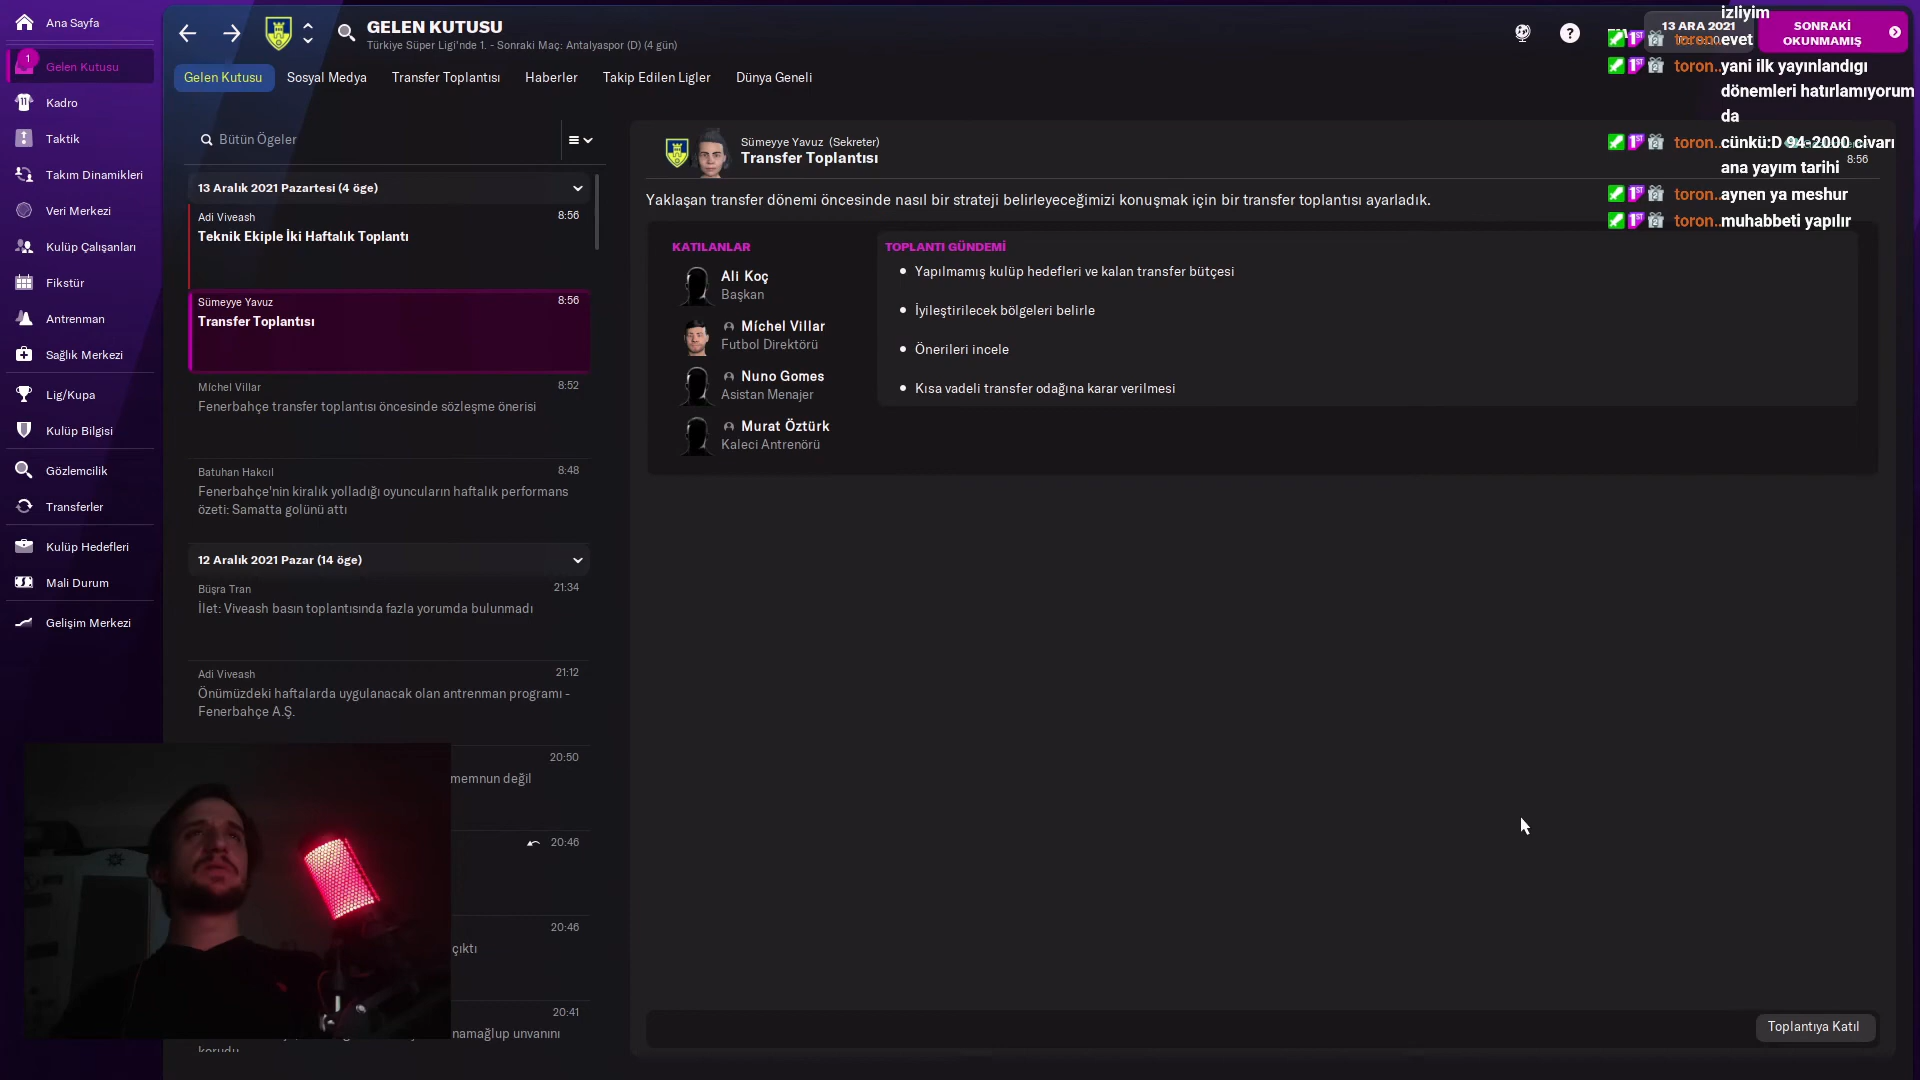 Ana Sayfa
1
Gelen Kutusu
Kadro
Taktik
Takım Dinamikleri
Veri Merkezi
Kulüp Çalışanları
Fikstür
Antrenman
Sağlık Merkezi
Lig/Kupa
Kulüp Bilgisi
Gözlemcilik
Transferler
Kulüp Hedefleri
Mali Durum
Gelişim Merkezi
GELEN KUTUSU
Türkiye Süper Ligi'nde 1. - Sonraki Maç: Antalyaspor (D) (4 gün)
13 ARA 2021
SONRAKİ
OKUNMAMIŞ
Gelen Kutusu
Sosyal Medya
Transfer Toplantısı
Haberler
Takip Edilen Ligler
Dünya Geneli
Bütün Ögeler
13 Aralık 2021 Pazartesi (4 öge)
Adi Viveash 8:56
Teknik Ekiple İki Haftalık Toplantı
Sümeyye Yavuz 8:56
Transfer Toplantısı
Míchel Villar 8:52
Fenerbahçe transfer toplantısı öncesinde sözleşme önerisi
Batuhan Hakcıl 8:48
Fenerbahçe'nin kiralık yolladığı oyuncuların haftalık performans
özeti: Samatta golünü attı
12 Aralık 2021 Pazar (14 öge)
Büşra Tran 21:34
İlet: Viveash basın toplantısında fazla yorumda bulunmadı
Adi Viveash 21:12
Önümüzdeki haftalarda uygulanacak olan antrenman programı -
Fenerbahçe A.Ş.
20:50
memnun değil
20:46
20:46
çıktı
20:41
namağlup unvanını
korudu
Sümeyye Yavuz (Sekreter)
Transfer Toplantısı
8:56
Yaklaşan transfer dönemi öncesinde nasıl bir strateji belirleyeceğimizi konuşmak için bir transfer toplantısı ayarladık.
KATILANLAR
Ali Koç
Başkan
Míchel Villar
Futbol Direktörü
Nuno Gomes
Asistan Menajer
Murat Öztürk
Kaleci Antrenörü
TOPLANTI GÜNDEMİ
Yapılmamış kulüp hedefleri ve kalan transfer bütçesi
İyileştirilecek bölgeleri belirle
Önerileri incele
Kısa vadeli transfer odağına karar verilmesi
Toplantıya Katıl
izliyim
toron.. evet
toron.. yani ilk yayınlandıgı
dönemleri hatırlamıyorum
da
toron.. cünkü:D 94-2000 civarı
ana yayım tarihi
toron.. aynen ya meshur
toron.. muhabbeti yapılır